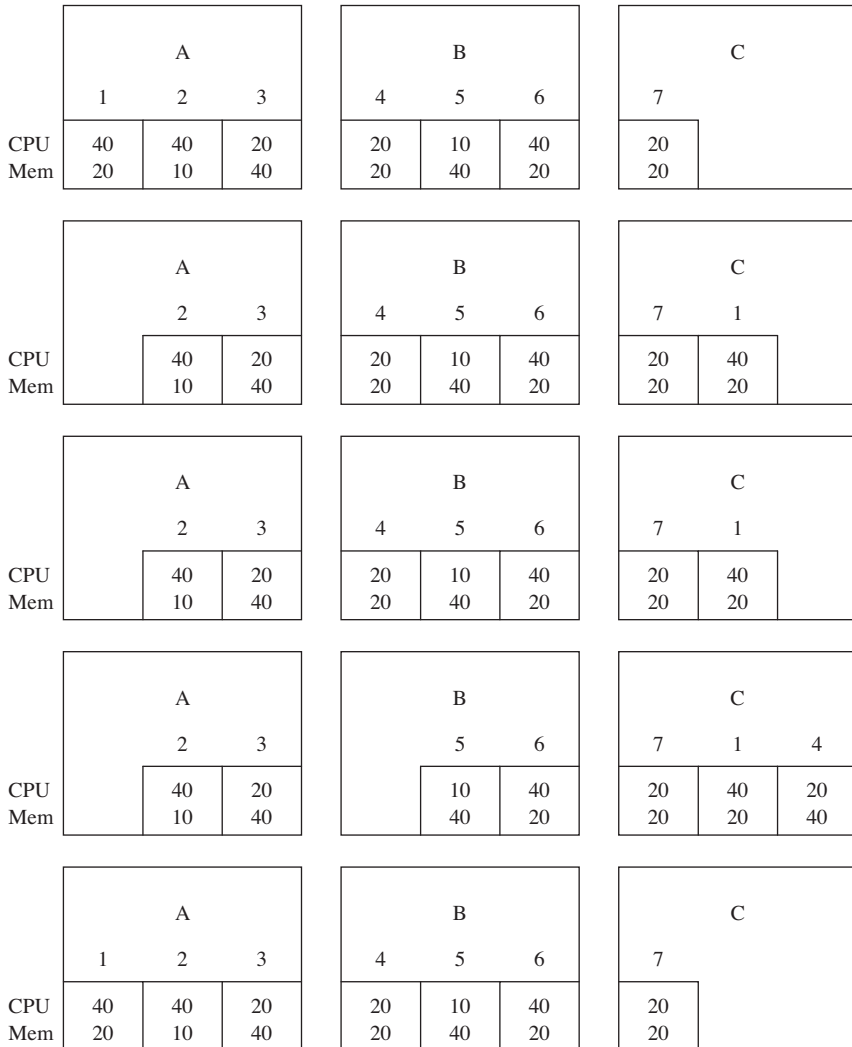 A B C
1 2 3 4 5 6 7
CPU 40 40 20 20 10 40 20
Mem 20 10 40 20 40 20 20
A B C
2 3 4 5 6 7 1
CPU 40 20 20 10 40 20 40
Mem 10 40 20 40 20 20 20
A B C
2 3 4 5 6 7 1
CPU 40 20 20 10 40 20 40
Mem 10 40 20 40 20 20 20
A B C
2 3 5 6 7 1 4
CPU 40 20 10 40 20 40 20
Mem 10 40 40 20 20 20 40
A B C
1 2 3 4 5 6 7
CPU 40 40 20 20 10 40 20
Mem 20 10 40 20 40 20 20